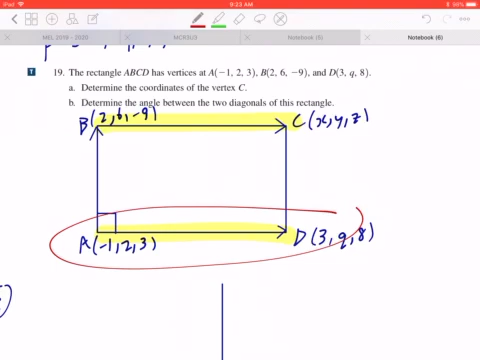 9:23 AM
MEL 2019 - 2020
MCR3U3
Notebook (5)
Notebook (6)
T 19. The rectangle ABCD has vertices at A(−1, 2, 3), B(2, 6, −9), and D(3, q, 8).
a. Determine the coordinates of the vertex C.
b. Determine the angle between the two diagonals of this rectangle.
B(2,6,-9)
C(x,y,z)
A(-1,2,3)
D(3,q,8)